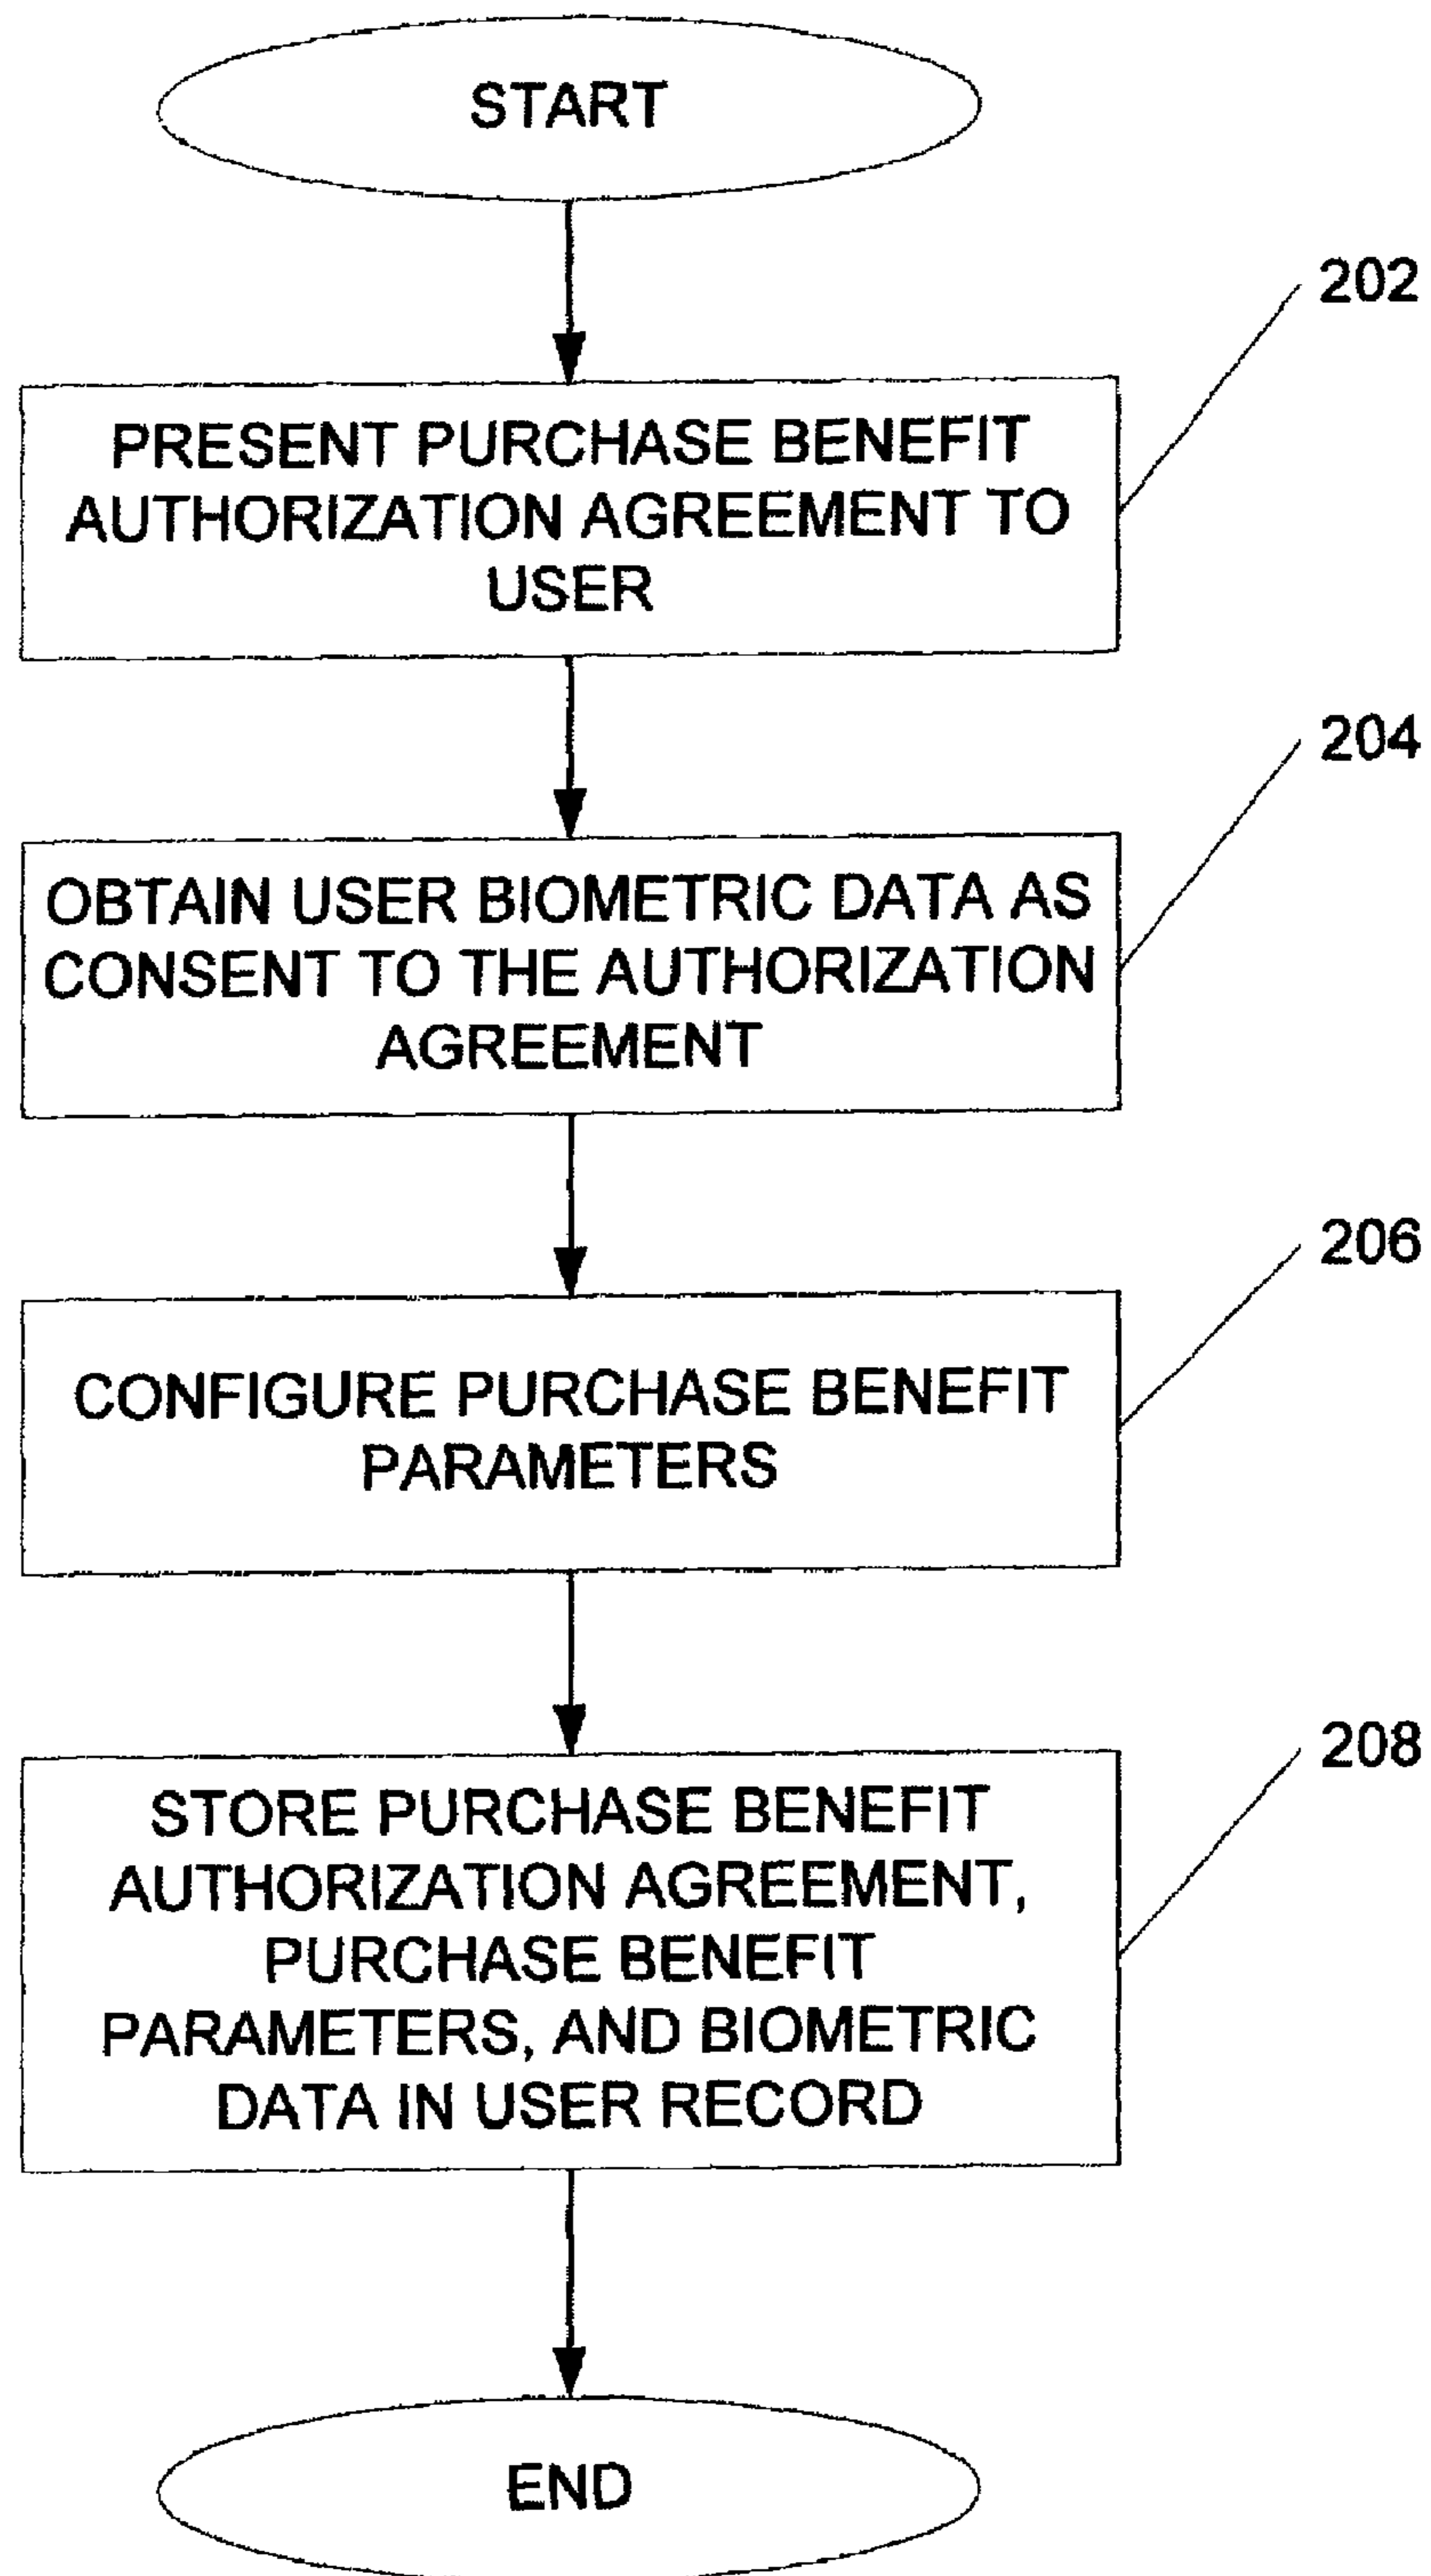 START
202
PRESENT PURCHASE BENEFIT
AUTHORIZATION AGREEMENT TO
USER
204
OBTAIN USER BIOMETRIC DATA AS
CONSENT TO THE AUTHORIZATION
AGREEMENT
206
CONFIGURE PURCHASE BENEFIT
PARAMETERS
208
STORE PURCHASE BENEFIT
AUTHORIZATION AGREEMENT,
PURCHASE BENEFIT
PARAMETERS, AND BIOMETRIC
DATA IN USER RECORD
END